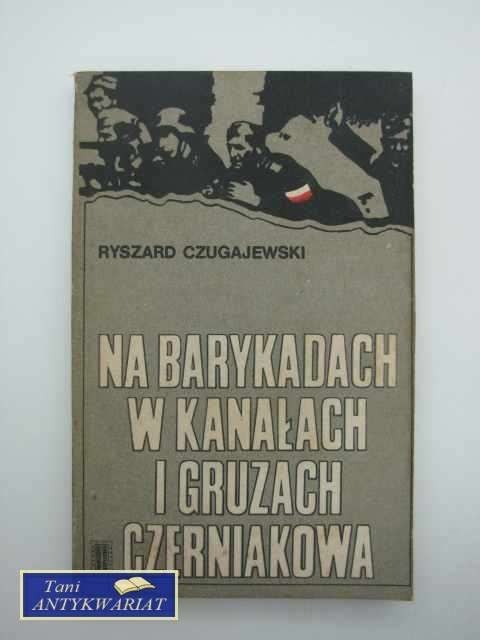 RYSZARD CZUGAJEWSKI
NA BARYKADACH
W KANAŁACH
I GRUZACH
CZERNIAKOWA
Tani
ANTYKWARIAT